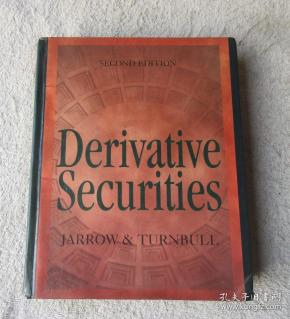 SECOND EDITION
Derivative
Securities
JARROW & TURNBULL
孔夫子旧书网